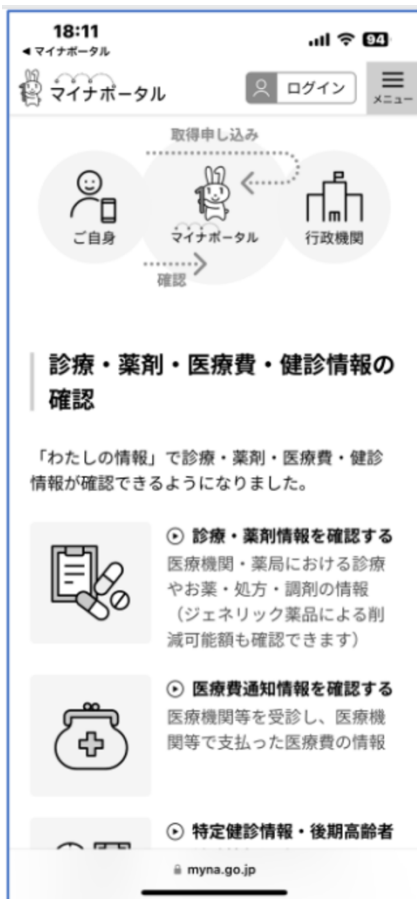 18:11
94
◀ マイナポータル
マイナポータル
ログイン
メニュー
取得申し込み
ご自身
マイナポータル
行政機関
確認
診療・薬剤・医療費・健診情報の
確認
「わたしの情報」で診療・薬剤・医療費・健診
情報が確認できるようになりました。
診療・薬剤情報を確認する
医療機関・薬局における診療
やお薬・処方・調剤の情報
（ジェネリック薬品による削
減可能額も確認できます）
医療費通知情報を確認する
医療機関等を受診し、医療機
関等で支払った医療費の情報
特定健診情報・後期高齢者
myna.go.jp